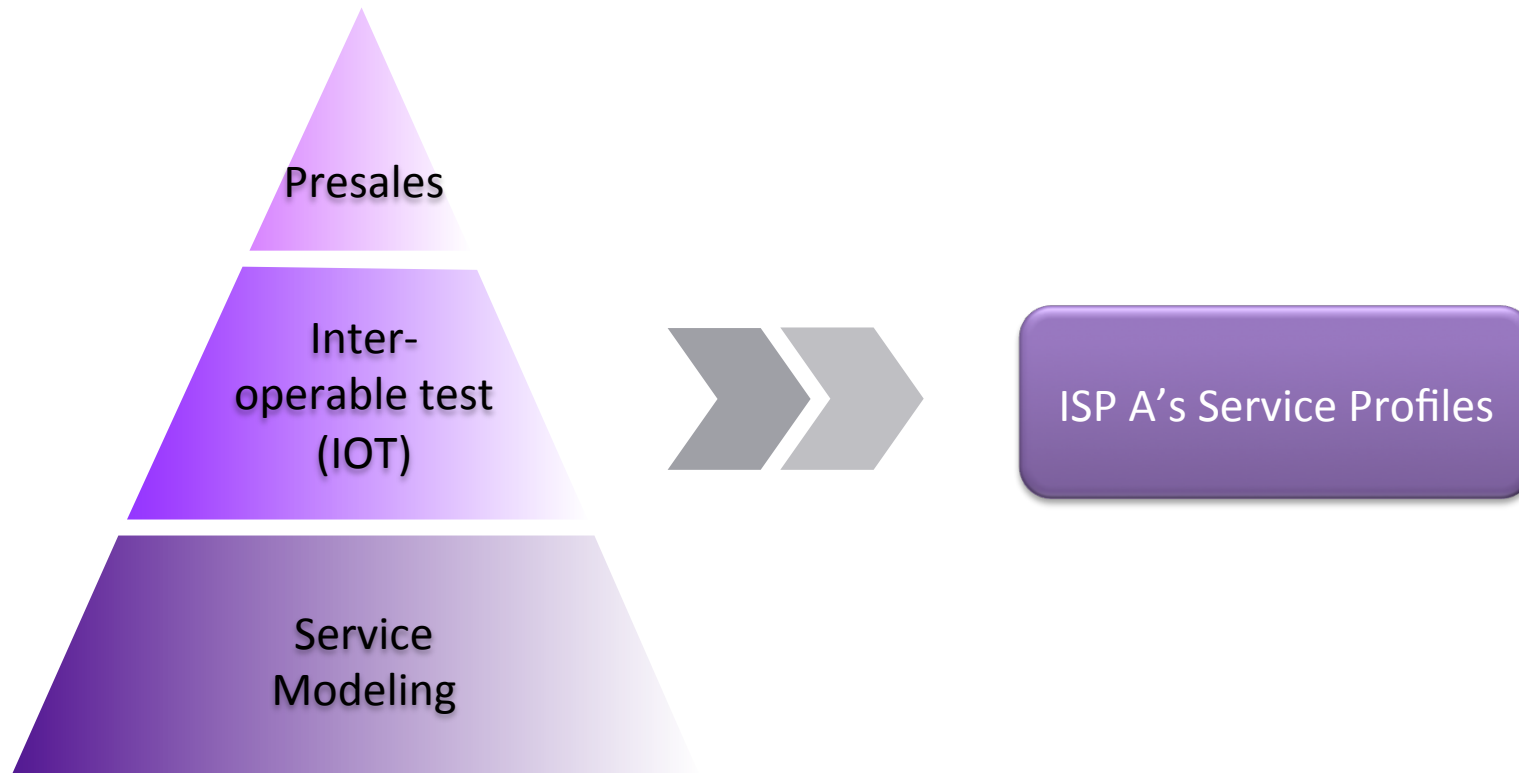 Presales
Inter-
operable test
(IOT)
Service
Modeling
ISP A’s Service Profiles